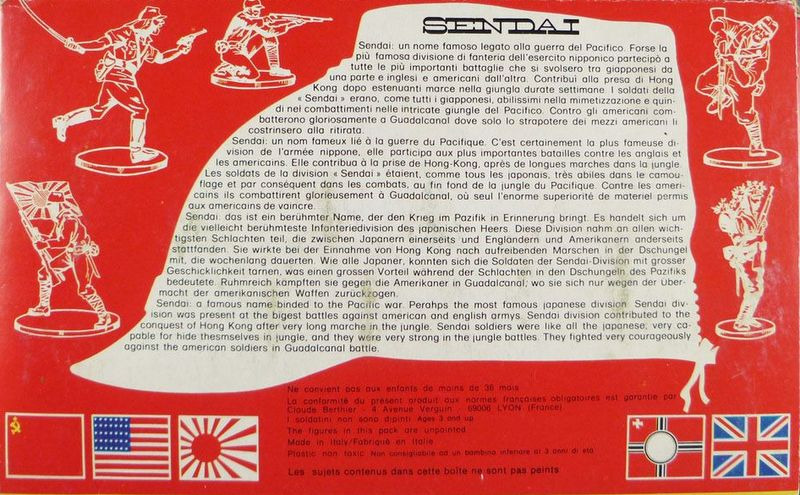 SENDAI
Sendai: un nome famoso legato alla guerra del Pacifico. Forse la
più famosa divisione di fanteria dell'esercito nipponico partecipò a
tutte le più importanti battaglie che si svolsero tra giapponesi da
una parte e inglesi e americani dall'altra. Contribuì alla presa di Hong
Kong dopo estenuanti marce nella giungla durate settimane. I soldati della
« Sendai » erano, come tutti i giapponesi, abilissimi nella mimetizzazione e quin-
di nei combattimenti nelle intricate giungle del Pacifico. Contro gli americani com-
batterono gloriosamente a Guadalcanal dove solo lo strapotere dei mezzi american li
costrinsero alla ritirata.
Sendai: un nom fameux lié à la guerre du Pacifique. C'est certainement la plus fameuse di-
vision de l'armée nippone, elle participa aux plus importantes batailles contre les anglais et
les americains. Elle contribua à la prise de Hong-Kong, après de longues marches dans la jungle.
Les soldats de la division « Sendai » étaient, comme tous les japonais, très abiles dans le camou-
flage et par conséquent dans les combats, au fin fond de la jungle du Pacifique. Contre les ameri-
cains ils combattirent glorieusement à Guadalcanal, où seul l'enorme superiorité de materiel permis
aux americans de vaincre.
Sendai: das ist ein berühmter Name, der den Krieg im Pazifik in Erinnerung bringt. Es handelt sich um
die vielleicht berühmteste Infanteriedivision des japanischen Heers. Diese Division nahm an allen wich-
tigsten Schlachten teil, die zwischen Japanern einerseits und Engländern und Amerikanern anderseits
stattfanden. Sie wirkte bei der Einnahme von Hong Kong nach aufreibenden Marschen in der Dschungel
mit, die wochenlang dauerten. Wie alle Japaner, konnten sich die Soldaten der Sendai-Division mit grosser
Geschicklichkeit tarnen, was einen grossen Vorteil während der Schlachten in den Dschungeln des Pazifiks
bedeutete. Ruhmreich kampften sie gegen die Amerikaner in Guadalcanal, wo sie sich nur wegen der Uber-
macht der amerikanischen Waffen zurückzogen.
Sendai: a famous name binded to the Pacific war. Perahps the most famous japanese division. Sendai div-
ision was present at the bigest battles against american and english armys. Sendai division contributed to the
conquest of Hong Kong after very long marche in the jungle. Sendai soldiers were like all the japanese, very ca-
pable for hide thesmselves in jungle, and they were very strong in the jungle battles. They fighted very courageously
against the american soldiers in Guadalcanal battle.
Ne convient pas aux enfants de moins de 36 mois
La conformité du présent produit aux normes françaises obligatoires est garantie par
Claude Berthier - 4 Avenue Verguin - 69006 LYON (France)
I soldatini non sono dipinti Ages 3 and up
The figures in this pack are unpainted
Made in Italy/Fabriqué en Italie
Plastic non toxic Non consigliabile ad un bambino inferiore ai 3 anni di età
Les sujets contenus dans cette boîte ne sont pas peints